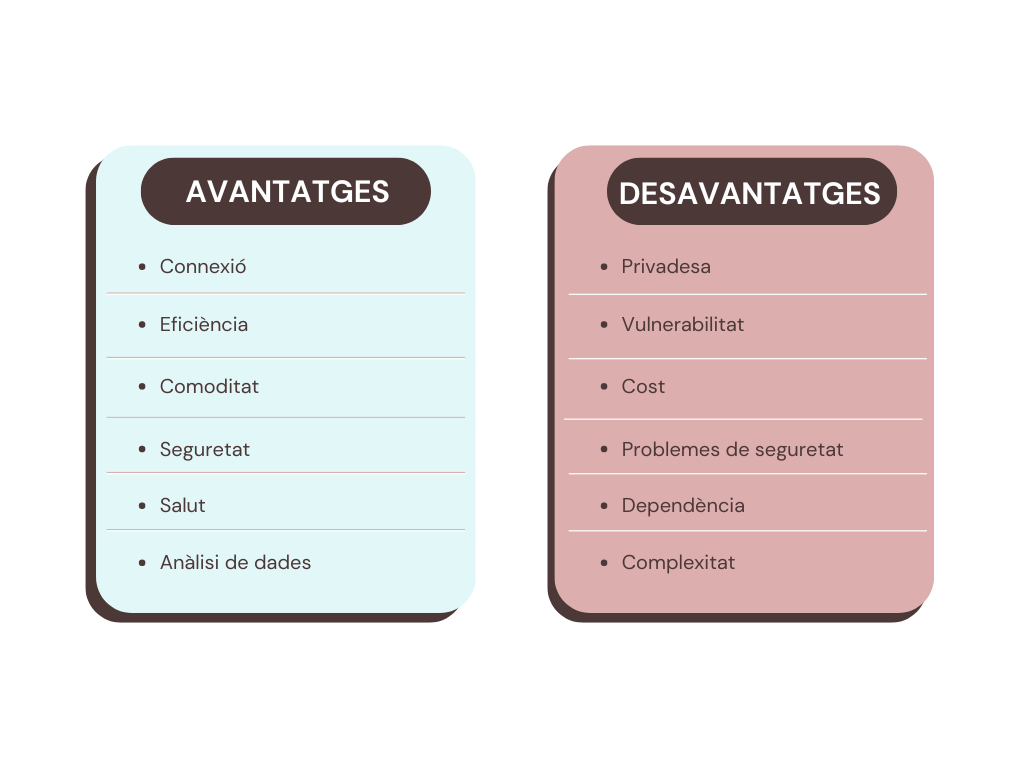 AVANTATGES
• Connexió
• Eficiència
• Comoditat
• Seguretat
• Salut
• Anàlisi de dades
DESAVANTATGES
• Privadesa
• Vulnerabilitat
• Cost
• Problemes de seguretat
• Dependència
• Complexitat